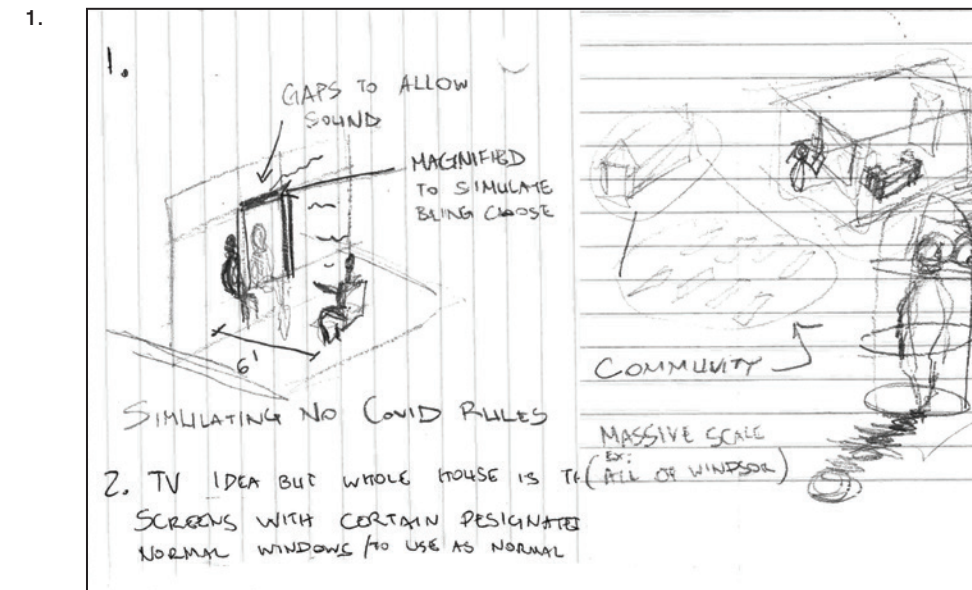 1.
1.
GAPS TO ALLOW
SOUND
MAGNIFIED
TO SIMULATE
BEING CLOOSE
6'
SIMULATING NO COVID RULES
2. TV IDEA BUT WHOLE HOUSE IS
SCREENS WITH CERTAIN DESIGNATED
NORMAL WINDOWS TO USE AS NORMAL
COMMUNITY
MASSIVE SCALE
(EX:
ALL OF WINDSOR)